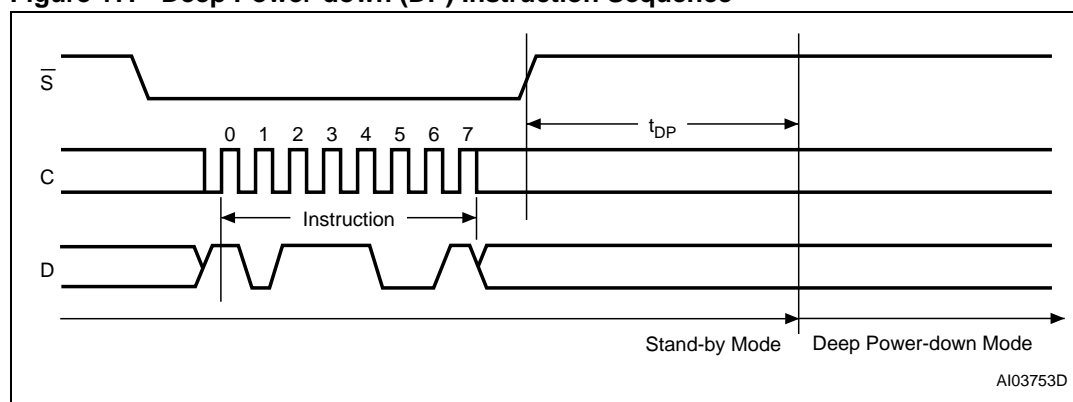 Figure 17. Deep Power-down (DP) Instruction Sequence
S
0 1 2 3 4 5 6 7
tDP
C
Instruction
D
Stand-by Mode Deep Power-down Mode
AI03753D